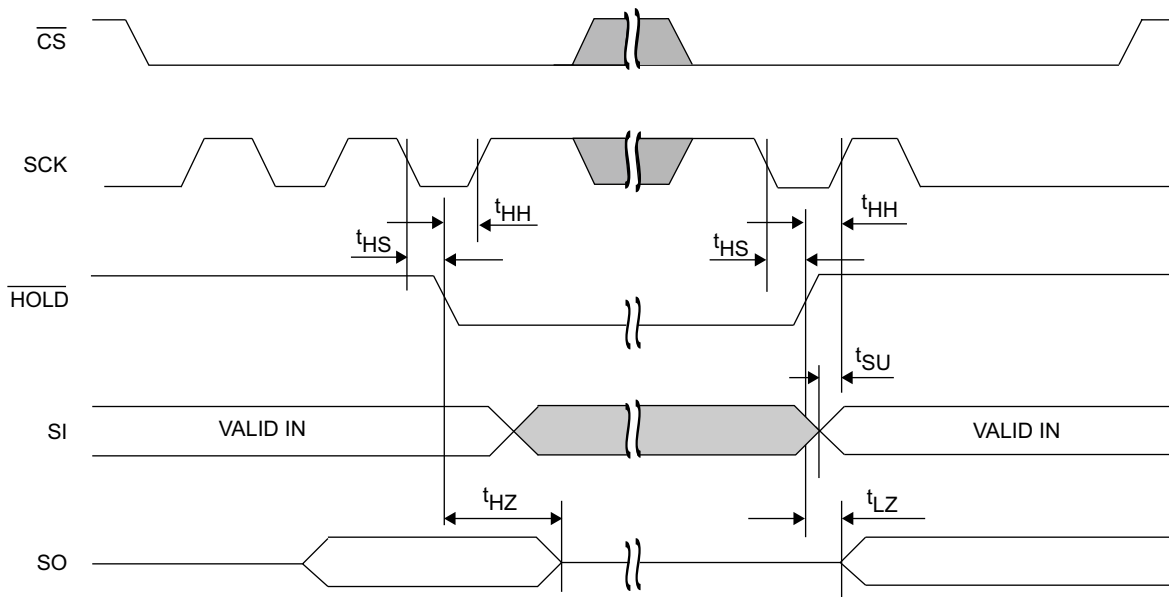 CS
SCK
tHH
tHH
tHS
tHS
HOLD
tSU
SI
VALID IN
VALID IN
tHZ
tLZ
SO